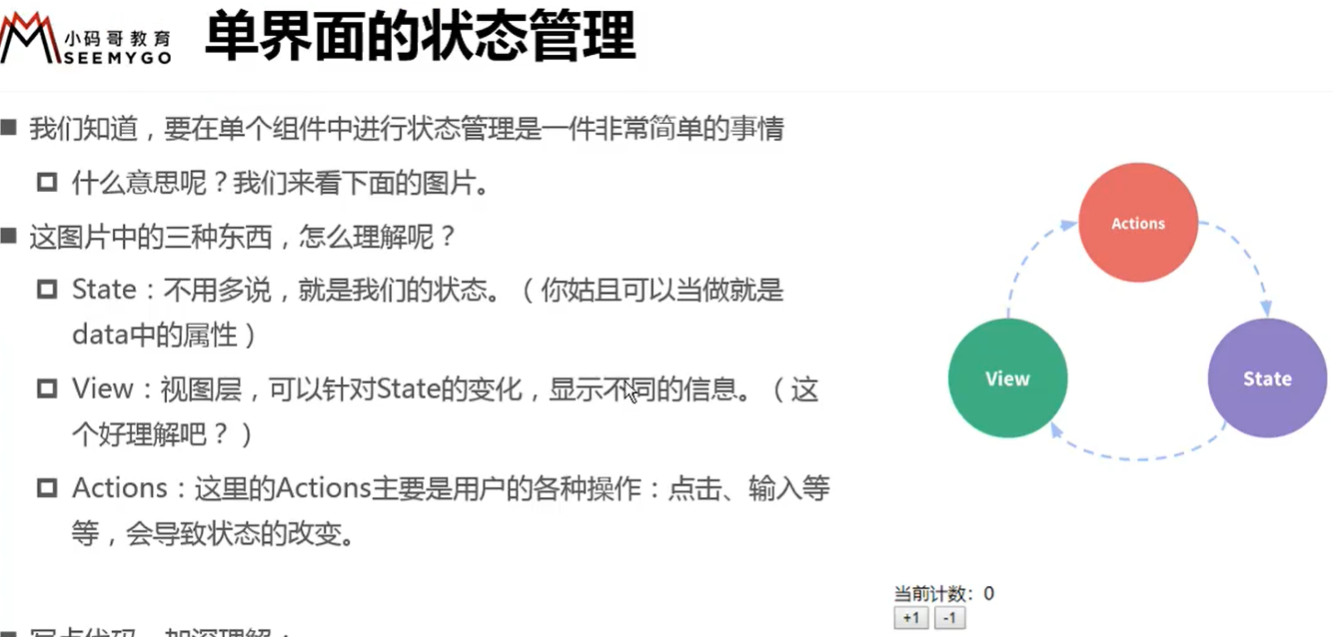 小码哥教育
SEEMYGO
单界面的状态管理
我们知道，要在单个组件中进行状态管理是一件非常简单的事情
什么意思呢？我们来看下面的图片。
这图片中的三种东西，怎么理解呢？
State：不用多说，就是我们的状态。（你姑且可以当做就是
data中的属性）
View：视图层，可以针对State的变化，显示不同的信息。（这
个好理解吧？）
Actions：这里的Actions主要是用户的各种操作：点击、输入等
等，会导致状态的改变。
写点代码，加深理解：
Actions
View
State
当前计数：0
+1 -1